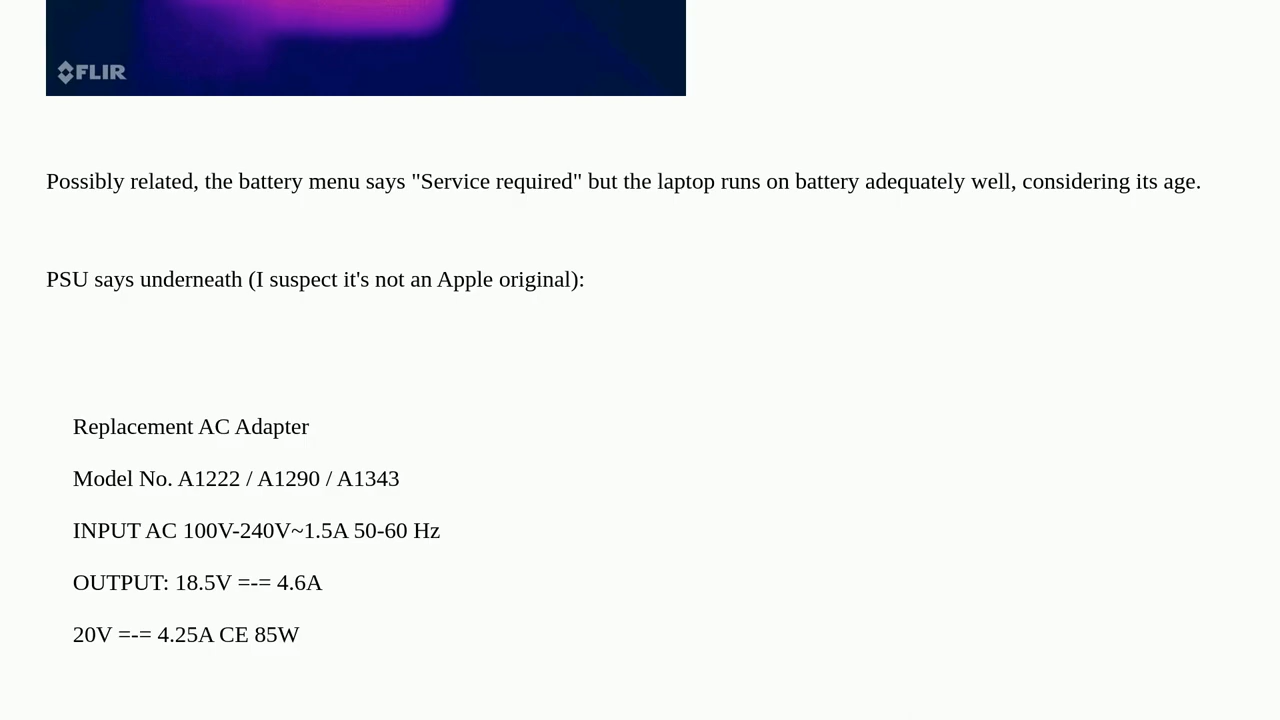 FLIR
Possibly related, the battery menu says "Service required" but the laptop runs on battery adequately well, considering its age.
PSU says underneath (I suspect it's not an Apple original):
Replacement AC Adapter
Model No. A1222 / A1290 / A1343
INPUT AC 100V-240V~1.5A 50-60 Hz
OUTPUT: 18.5V =-= 4.6A
20V =-= 4.25A CE 85W